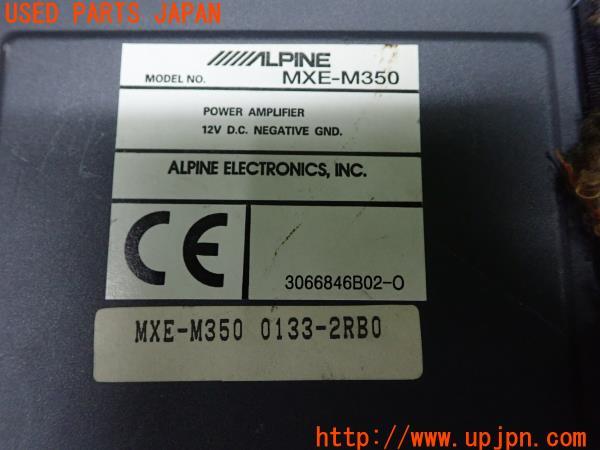 USED PARTS JAPAN
ALPINE
MODEL NO. MXE-M350
POWER AMPLIFIER
12V D.C. NEGATIVE GND.
ALPINE ELECTRONICS, INC.
CE
3066846B02-O
MXE-M350 0133-2RB0
http://www.upjpn.com/